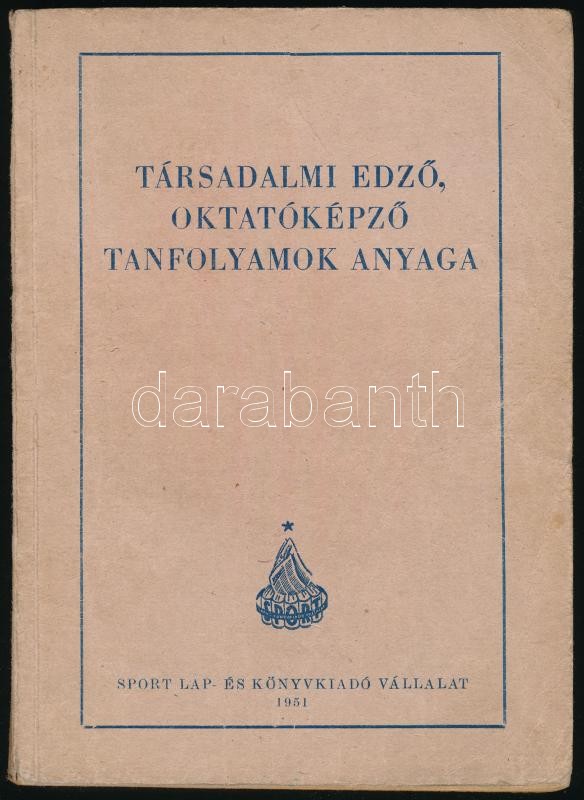 TÁRSADALMI EDZŐ,
OKTATÓKÉPZŐ
TANFOLYAMOK ANYAGA
darabanth
SPORT
SPORT LAP- ÉS KÖNYVKIADÓ VÁLLALAT
1951